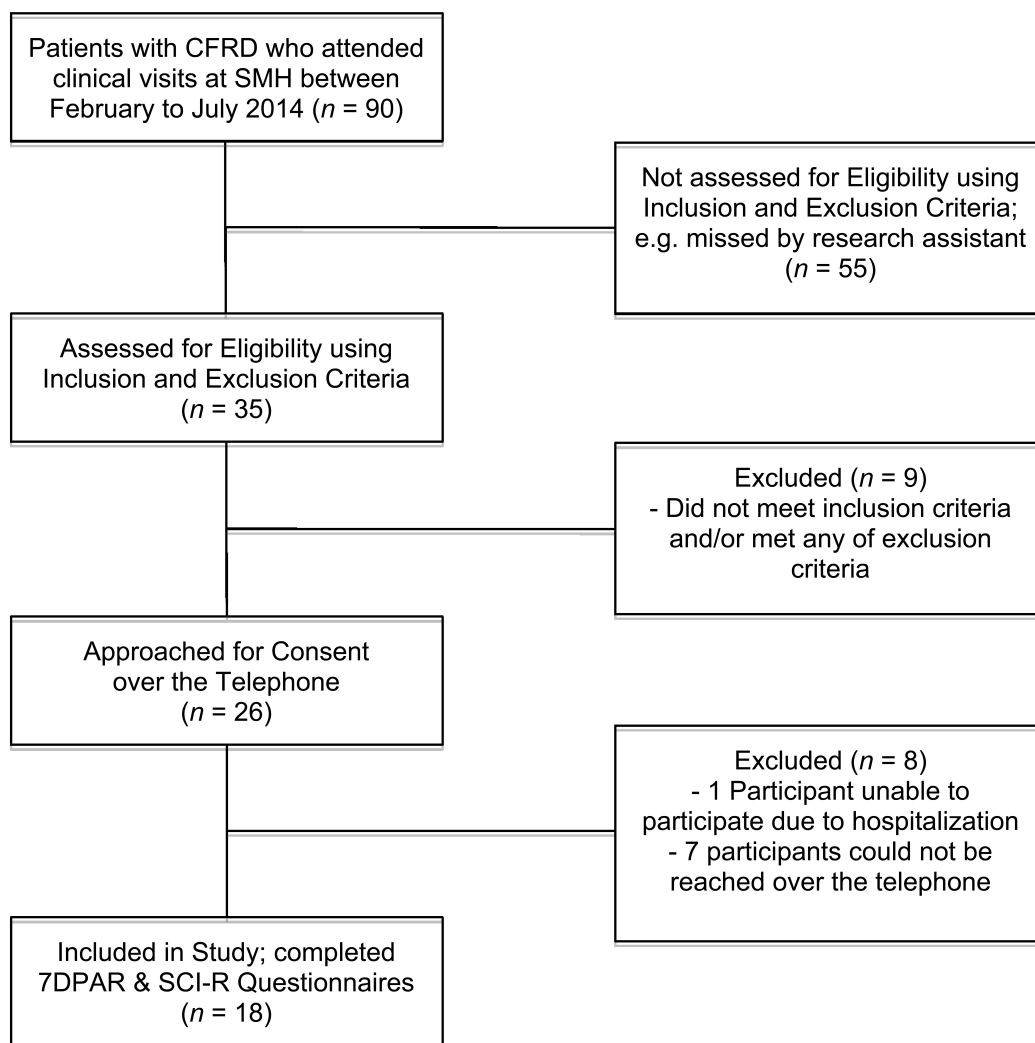 Patients with CFRD who attended
clinical visits at SMH between
February to July 2014 (n = 90)
Not assessed for Eligibility using
Inclusion and Exclusion Criteria;
e.g. missed by research assistant
(n = 55)
Assessed for Eligibility using
Inclusion and Exclusion Criteria
(n = 35)
Excluded (n = 9)
- Did not meet inclusion criteria
and/or met any of exclusion
criteria
Approached for Consent
over the Telephone
(n = 26)
Excluded (n = 8)
- 1 Participant unable to
participate due to hospitalization
- 7 participants could not be
reached over the telephone
Included in Study; completed
7DPAR & SCI-R Questionnaires
(n = 18)